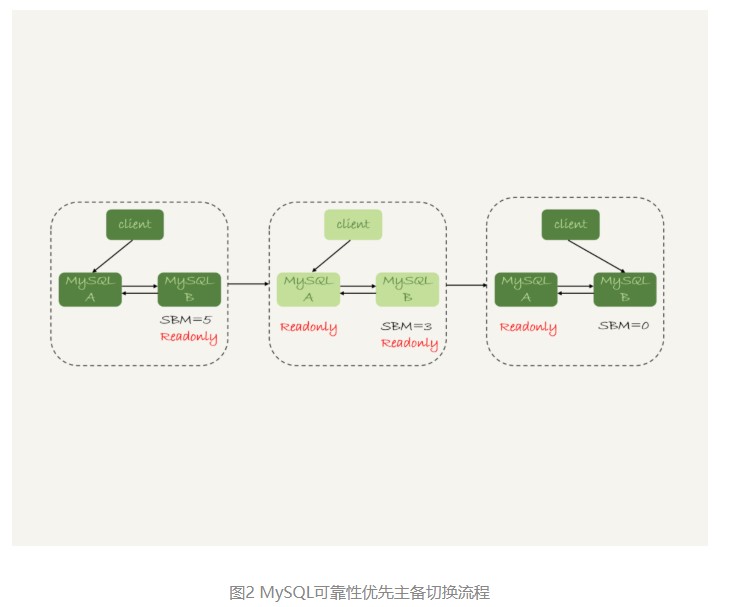 client
MySQL
A
MySQL
B
SBM=5
Readonly
client
MySQL
A
MySQL
B
Readonly
SBM=3
Readonly
client
MySQL
A
MySQL
B
Readonly
SBM=0
图2 MySQL可靠性优先主备切换流程